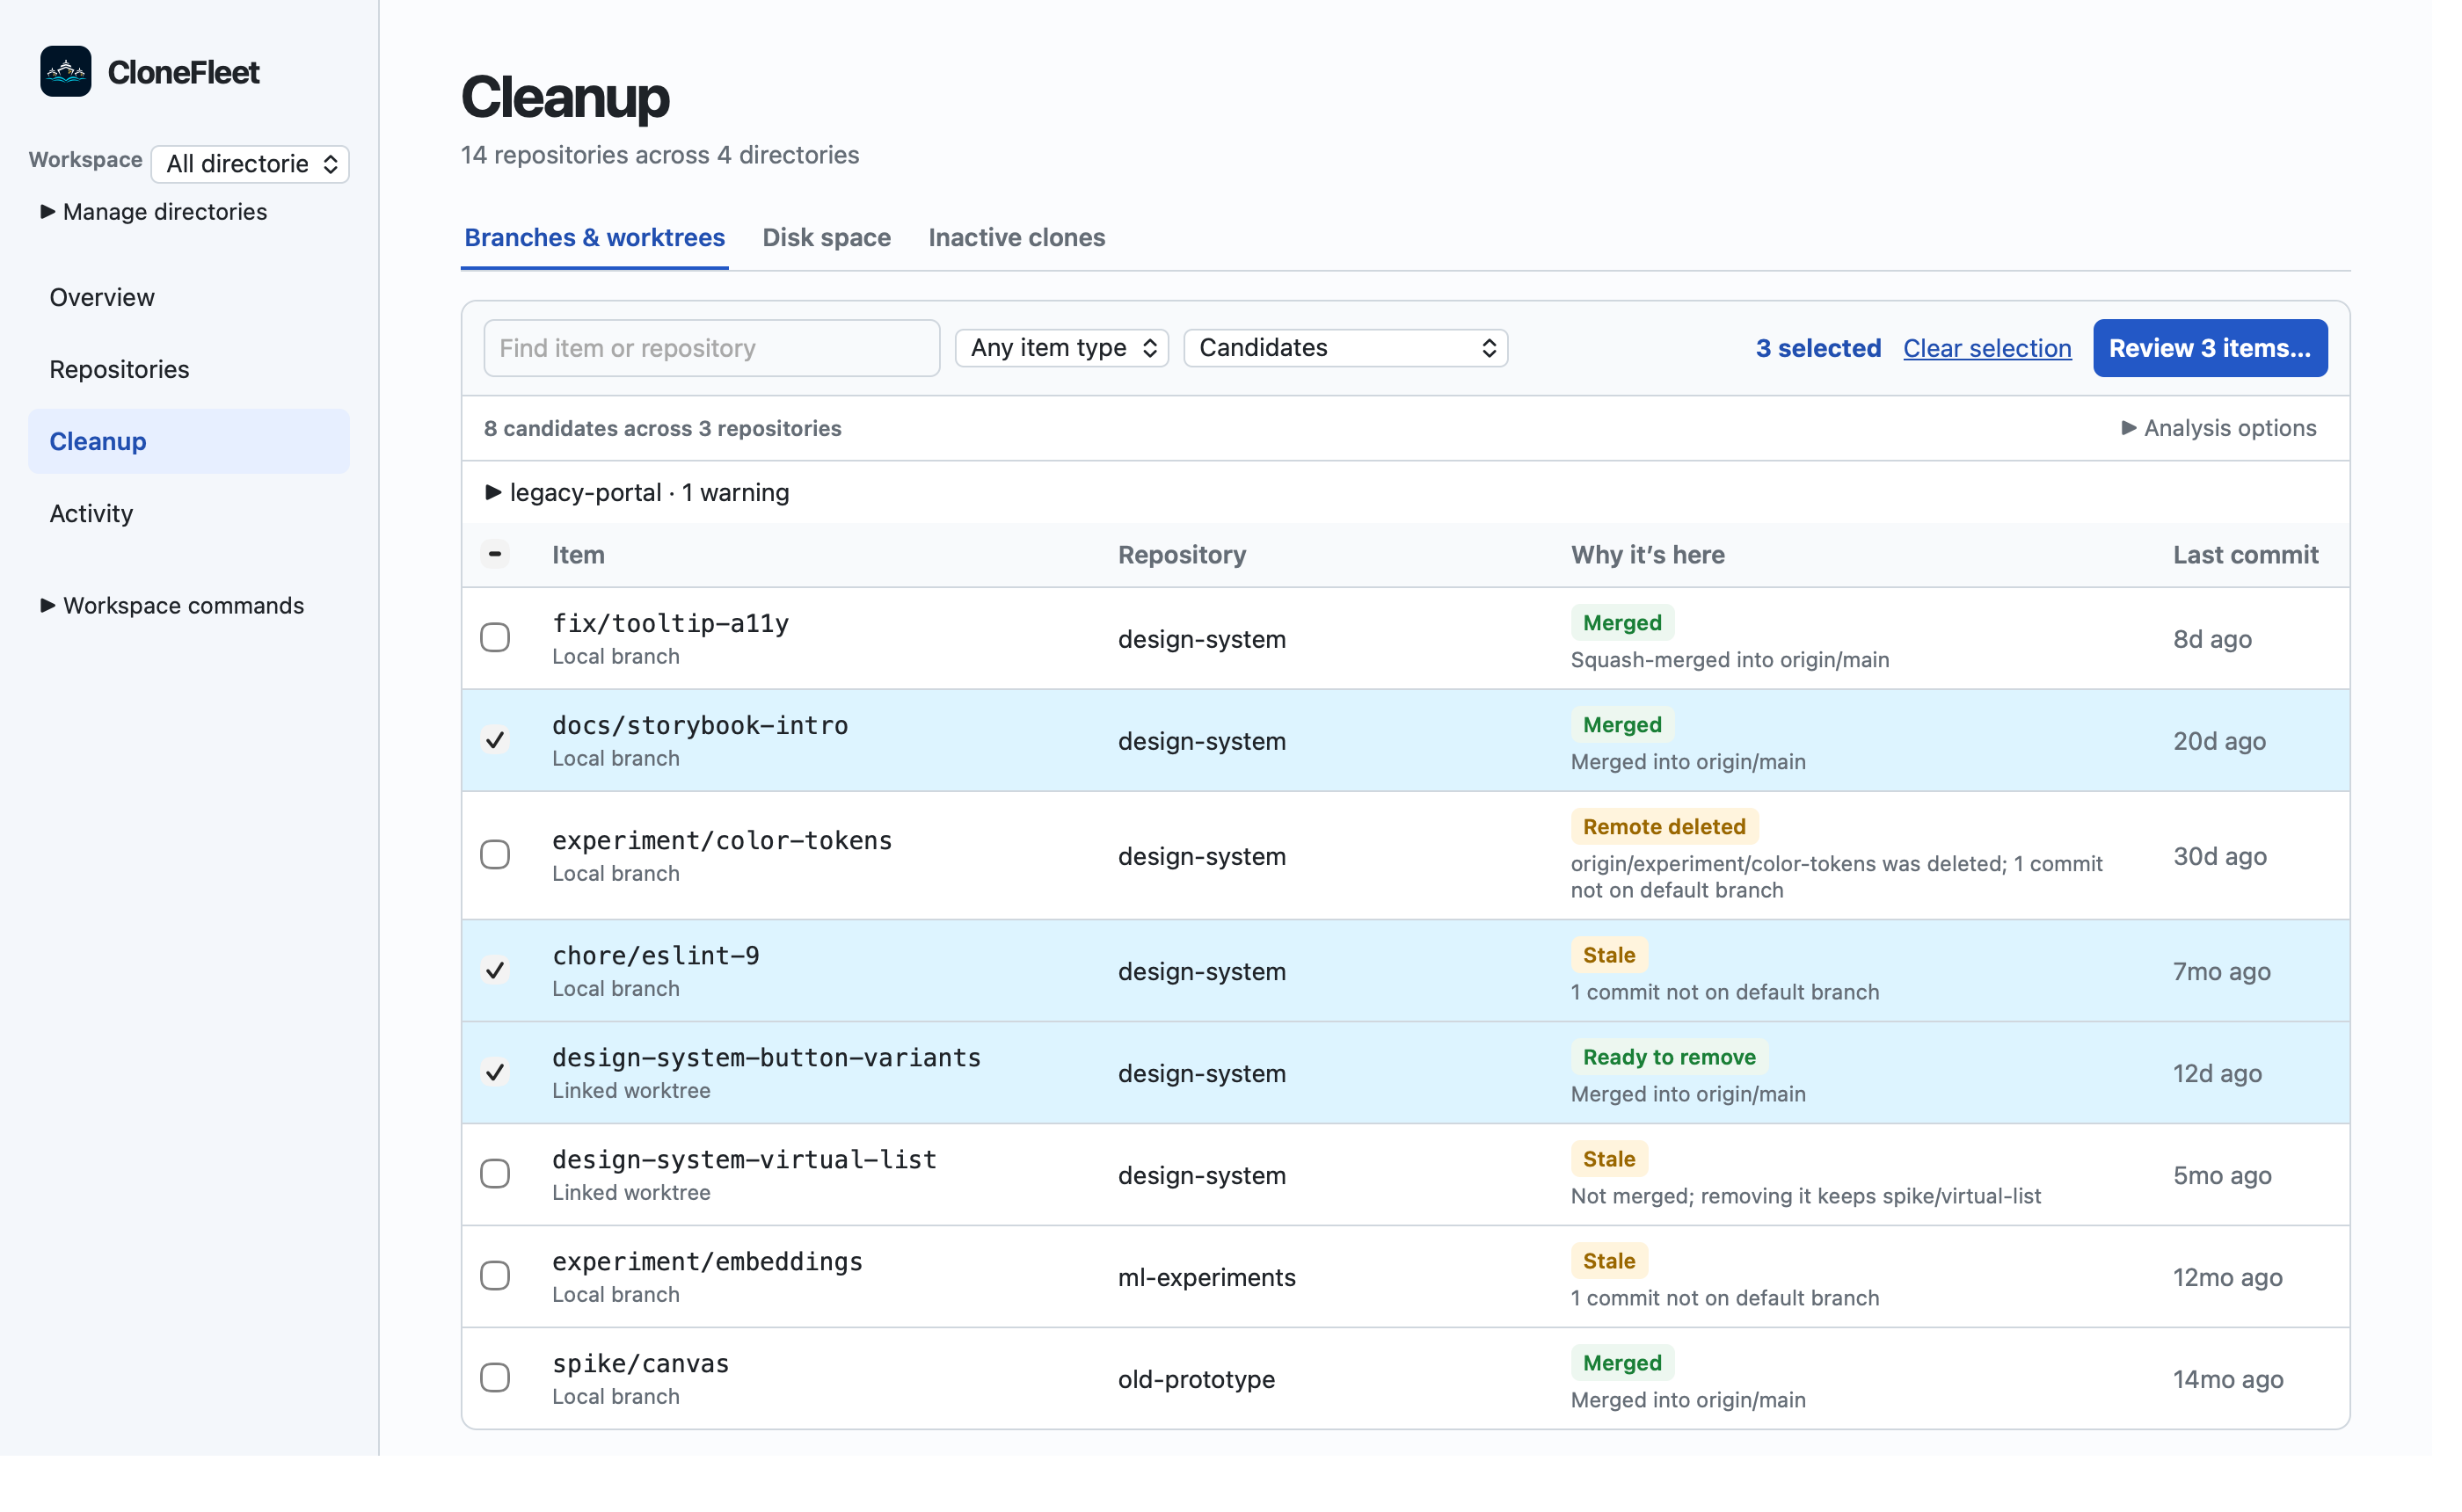 CloneFleet
Workspace All directorie
Manage directories
Overview
Repositories
Cleanup
Activity
Workspace commands
Cleanup
14 repositories across 4 directories
Branches & worktrees Disk space Inactive clones
Find item or repository Any item type Candidates 3 selected Clear selection Review 3 items...
8 candidates across 3 repositories Analysis options
legacy-portal · 1 warning
Item Repository Why it’s here Last commit
fix/tooltip-a11y
Local branch
design-system
Merged
Squash-merged into origin/main
8d ago
docs/storybook-intro
Local branch
design-system
Merged
Merged into origin/main
20d ago
experiment/color-tokens
Local branch
design-system
Remote deleted
origin/experiment/color-tokens was deleted; 1 commit
not on default branch
30d ago
chore/eslint-9
Local branch
design-system
Stale
1 commit not on default branch
7mo ago
design-system-button-variants
Linked worktree
design-system
Ready to remove
Merged into origin/main
12d ago
design-system-virtual-list
Linked worktree
design-system
Stale
Not merged; removing it keeps spike/virtual-list
5mo ago
experiment/embeddings
Local branch
ml-experiments
Stale
1 commit not on default branch
12mo ago
spike/canvas
Local branch
old-prototype
Merged
Merged into origin/main
14mo ago